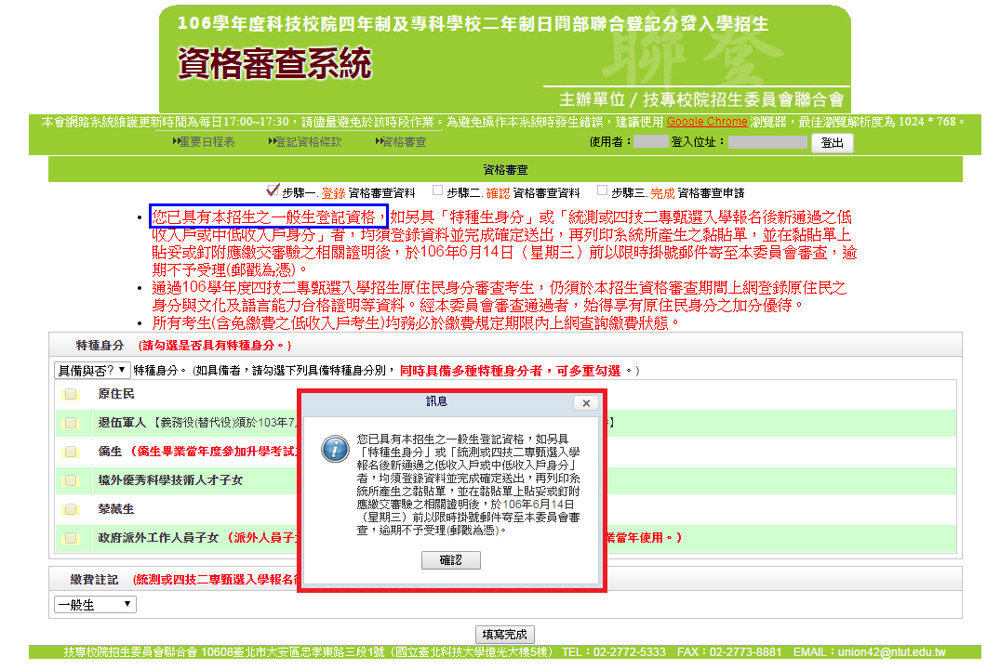 106學年度科技校院四年制及專科學校二年制日間部聯合登記分發入學招生
聯登
資格審查系統
主辦單位 / 技專校院招生委員會聯合會
本會網路系統維護更新時間為每日17:00~17:30，請儘量避免於該時段作業。為避免操作本系統時發生錯誤，建議使用 Google Chrome 瀏覽器，最佳瀏覽解析度為 1024 * 768。
重要日程表 登記資格條款 資格審查 使用者： 登入位址： 登出
資格審查
步驟一. 登錄 資格審查資料 步驟二. 確認 資格審查資料 步驟三. 完成 資格審查申請
• 您已具有本招生之一般生登記資格，如另具「特種生身分」或「統測或四技二專甄選入學報名後新通過之低
收入戶或中低收入戶身分」者，均須登錄資料並完成確定送出，再列印系統所產生之黏貼單，並在黏貼單上
貼妥或釘附應繳交審驗之相關證明後，於106年6月14日（星期三）前以限時掛號郵件寄至本委員會審查，逾
期不予受理(郵戳為憑)。
• 通過106學年度四技二專甄選入學招生原住民身分審查考生，仍須於本招生資格審查期間上網登錄原住民之
身分與文化及語言能力合格證明等資料。經本委員會審查通過者，始得享有原住民身分之加分優待。
• 所有考生(含免繳費之低收入戶考生)均務必於繳費規定期限內上網查詢繳費狀態。
特種身分 (請勾選是否具有特種身分。)
具備與否? 特種身分。(如具備者，請勾選下列具備特種身分別，同時具備多種特種身分者，可多重勾選。)
原住民
退伍軍人 【義務役(替代役)須於103年7
僑生 （僑生畢業當年度參加升學考試
境外優秀科學技術人才子女
蒙藏生
政府派外工作人員子女 （派外人員子
業當年使用。）
訊息
您已具有本招生之一般生登記資格，如另具
「特種生身分」或「統測或四技二專甄選入學
報名後新通過之低收入戶或中低收入戶身分」
者，均須登錄資料並完成確定送出，再列印系
統所產生之黏貼單，並在黏貼單上貼妥或釘附
應繳交審驗之相關證明後，於106年6月14日
（星期三）前以限時掛號郵件寄至本委員會審
查，逾期不予受理(郵戳為憑)。
確認
繳費註記 (統測或四技二專甄選入學報名後
一般生
填寫完成
技專校院招生委員會聯合會 10608臺北市大安區忠孝東路三段1號（國立臺北科技大學億光大樓5樓） TEL：02-2772-5333 FAX：02-2773-8881 EMAIL：union42@ntut.edu.tw